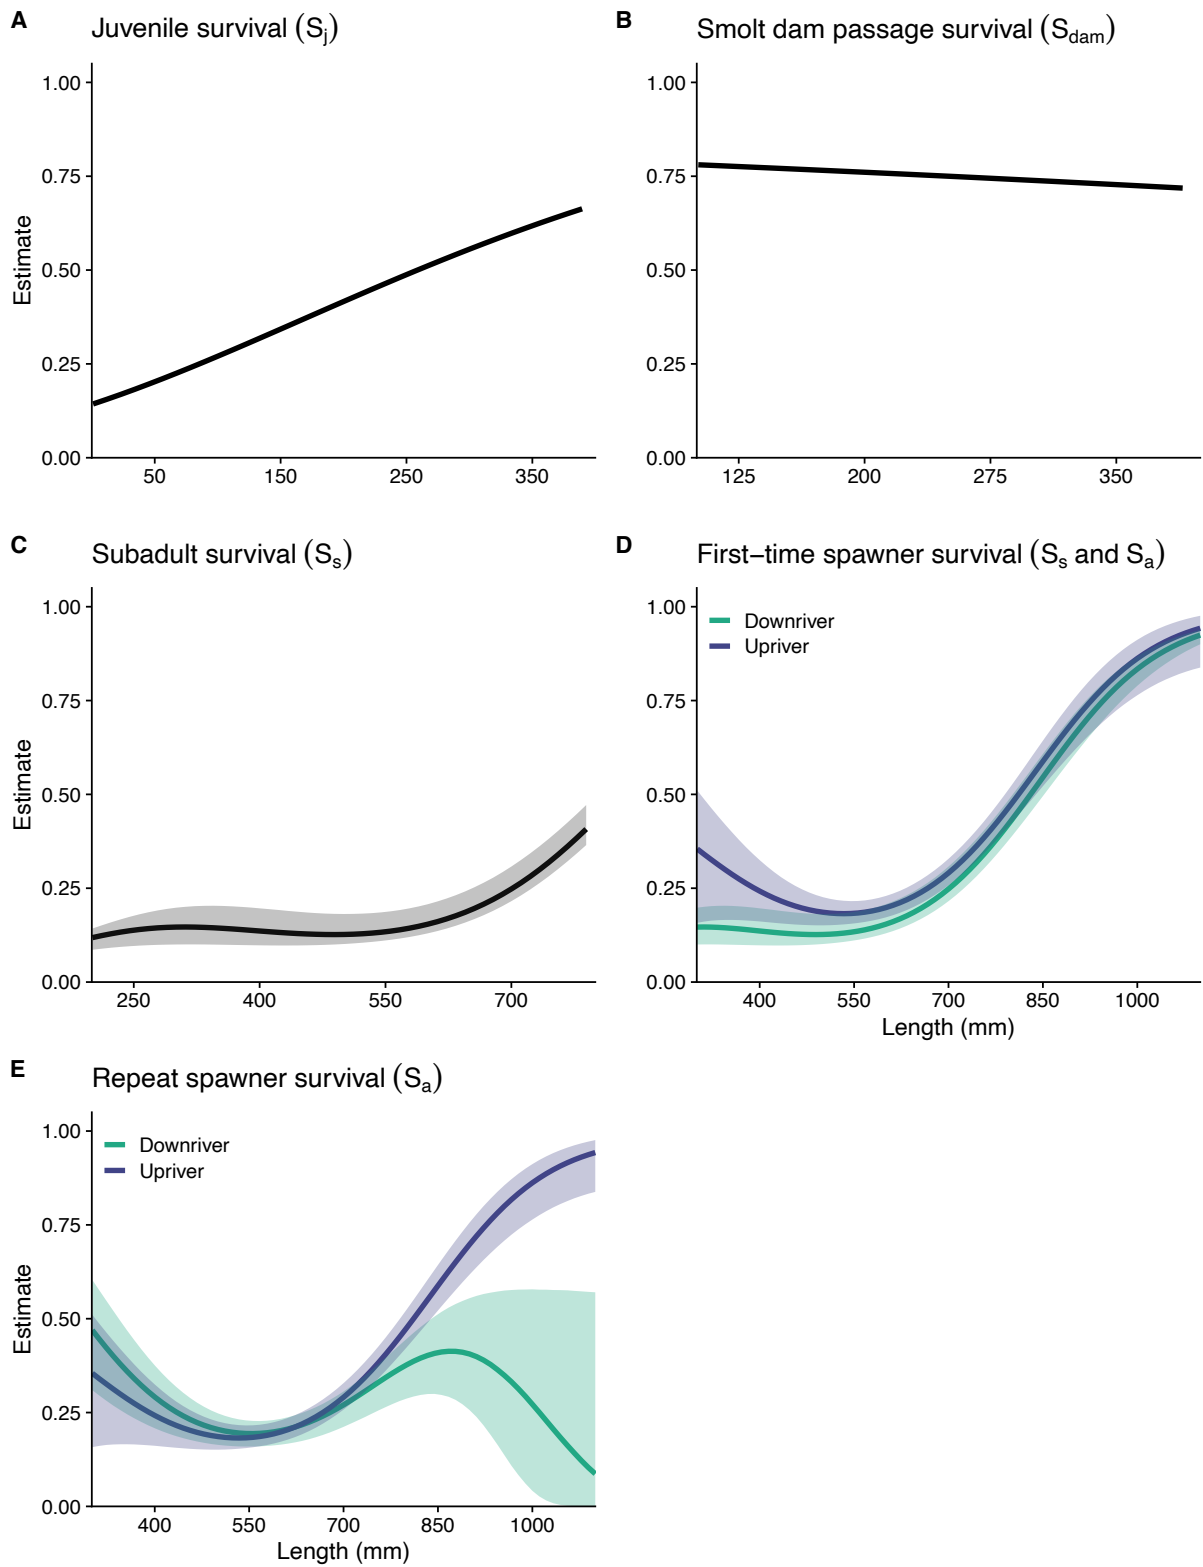 A Juvenile survival (Sj)
Estimate
1.00
0.75
0.50
0.25
0.00
50 150 250 350
B Smolt dam passage survival (Sdam)
1.00
0.75
0.50
0.25
0.00
125 200 275 350
C Subadult survival (Ss)
Estimate
1.00
0.75
0.50
0.25
0.00
250 400 550 700
D First−time spawner survival (Ss and Sa)
Downriver
Upriver
1.00
0.75
0.50
0.25
0.00
400 550 700 850 1000
Length (mm)
E Repeat spawner survival (Sa)
Downriver
Upriver
Estimate
1.00
0.75
0.50
0.25
0.00
400 550 700 850 1000
Length (mm)